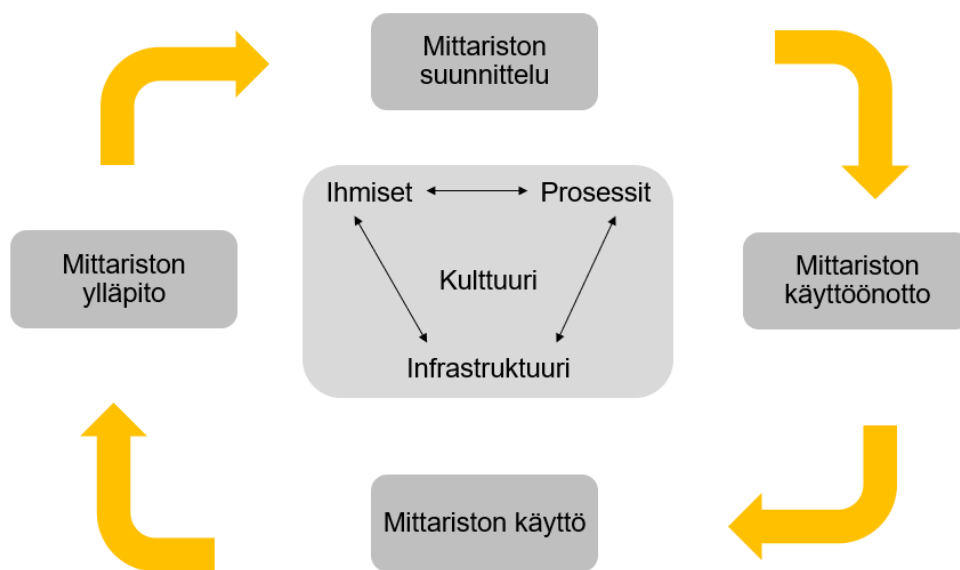 Mittariston
suunnittelu
Ihmiset
Prosessit
Mittariston
ylläpito
Kulttuuri
Mittariston
käyttöönotto
Infrastruktuuri
Mittariston käyttö